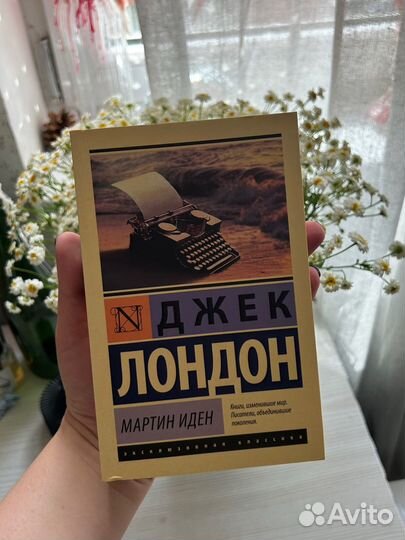 N ДЖЕК
ЛОНДОН
МАРТИН ИДЕН
Книги, изменившие мир.
Писатели, объединившие
поколения.
ЭКСКЛЮЗИВНАЯ КЛАССИКА
Avito